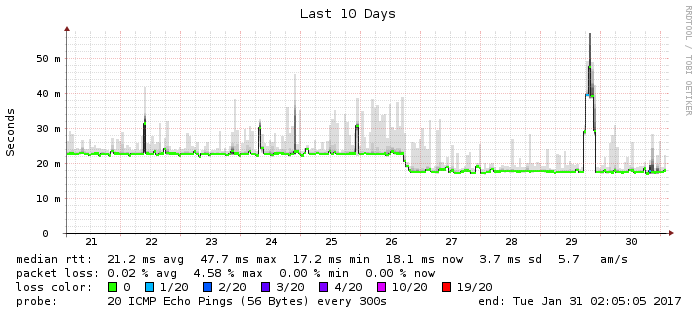 Last 10 Days
RRDTOOL / TOBI OETIKER
Seconds
50 m
40 m
30 m
20 m
10 m
0
21 22 23 24 25 26 27 28 29 30
median rtt: 21.2 ms avg 47.7 ms max 17.2 ms min 18.1 ms now 3.7 ms sd 5.7 am/s
packet loss: 0.02 % avg 4.58 % max 0.00 % min 0.00 % now
loss color: 0 1/20 2/20 3/20 4/20 10/20 19/20
probe: 20 ICMP Echo Pings (56 Bytes) every 300s end: Tue Jan 31 02:05:05 2017